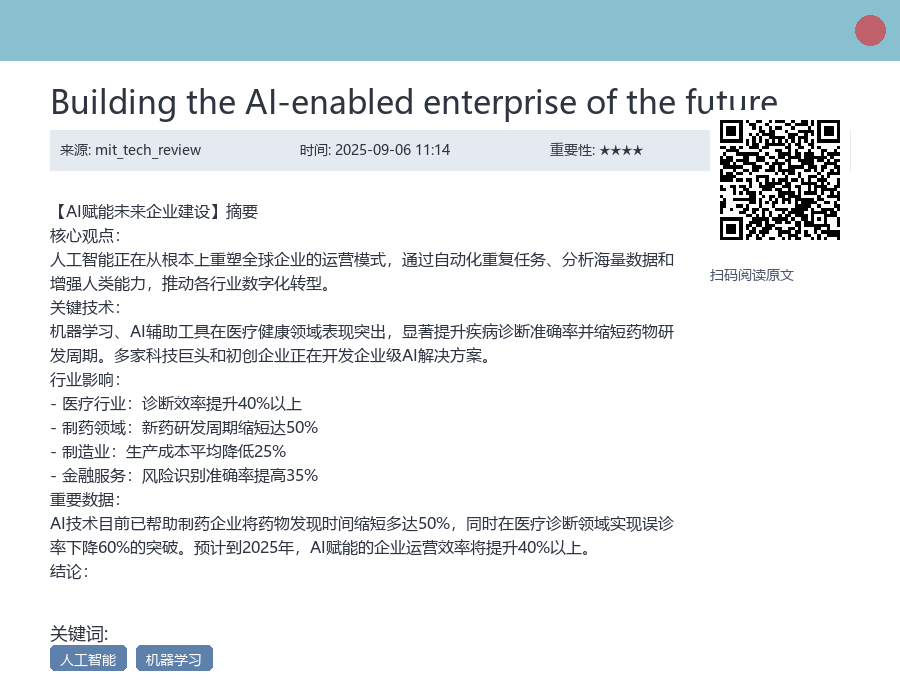 Building the AI-enabled enterprise of the future
来源: mit_tech_review
时间: 2025-09-06 11:14
重要性: ★★★★
扫码阅读原文
【AI赋能未来企业建设】摘要
核心观点：
人工智能正在从根本上重塑全球企业的运营模式，通过自动化重复任务、分析海量数据和
增强人类能力，推动各行业数字化转型。
关键技术：
机器学习、AI辅助工具在医疗健康领域表现突出，显著提升疾病诊断准确率并缩短药物研
发周期。多家科技巨头和初创企业正在开发企业级AI解决方案。
行业影响：
- 医疗行业：诊断效率提升40%以上
- 制药领域：新药研发周期缩短达50%
- 制造业：生产成本平均降低25%
- 金融服务：风险识别准确率提高35%
重要数据：
AI技术目前已帮助制药企业将药物发现时间缩短多达50%，同时在医疗诊断领域实现误诊
率下降60%的突破。预计到2025年，AI赋能的企业运营效率将提升40%以上。
结论：
关键词:
人工智能
机器学习